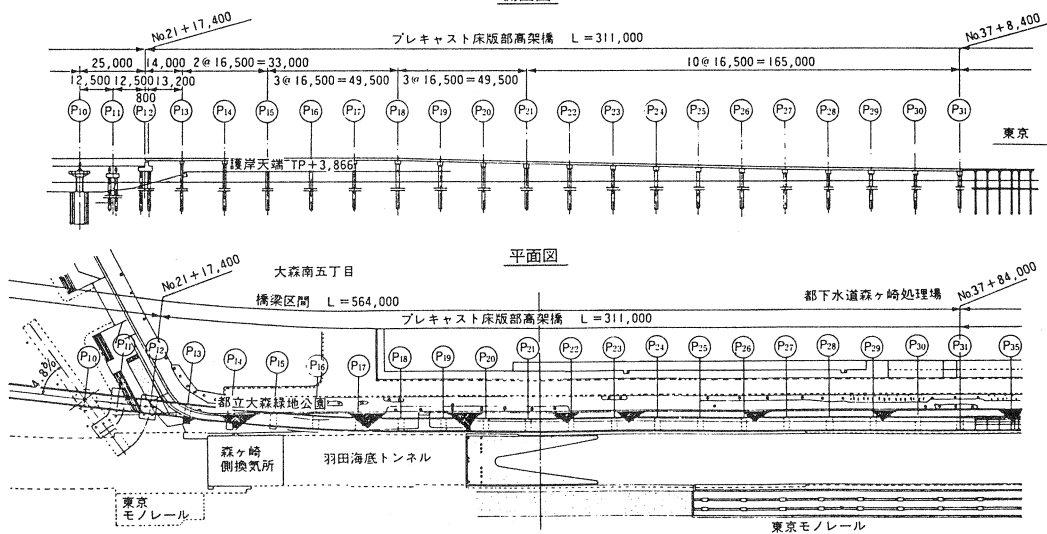 No.21+17,400
No.37+8,400
プレキャスト床版部高架橋 L=311,000
25,000 14,000 2@16,500=33,000 10@16,500=165,000
12,500 12,500 13,200 3@16,500=49,500 3@16,500=49,500
800
P10 P11 P12 P13 P14 P15 P16 P17 P18 P19 P20 P21 P22 P23 P24 P25 P26 P27 P28 P29 P30 P31
東京
護岸天端 TP+3,866
平面図
No.21+17,400
大森南五丁目
都下水道森ヶ崎処理場
No.37+84,000
橋梁区間 L=564,000
プレキャスト床版部高架橋 L=311,000
P10 P11 P12 P13 P14 P15 P16 P17 P18 P19 P20 P21 P22 P23 P24 P25 P26 P27 P28 P29 P30 P31 P35
都立大森緑地公園
森ヶ崎
側換気所
羽田海底トンネル
東京
モノレール
東京モノレール